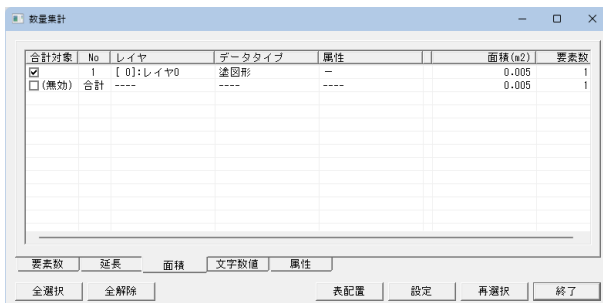 数量集計
合計対象 No レイヤ データタイプ 属性 面積(m2) 要素数
1 [ 0]:レイヤ0 塗図形 － 0.005 1
(無効) 合計 ---- ---- ---- 0.005 1
要素数 延長 面積 文字数値 属性
全選択 全解除 表配置 設定 再選択 終了